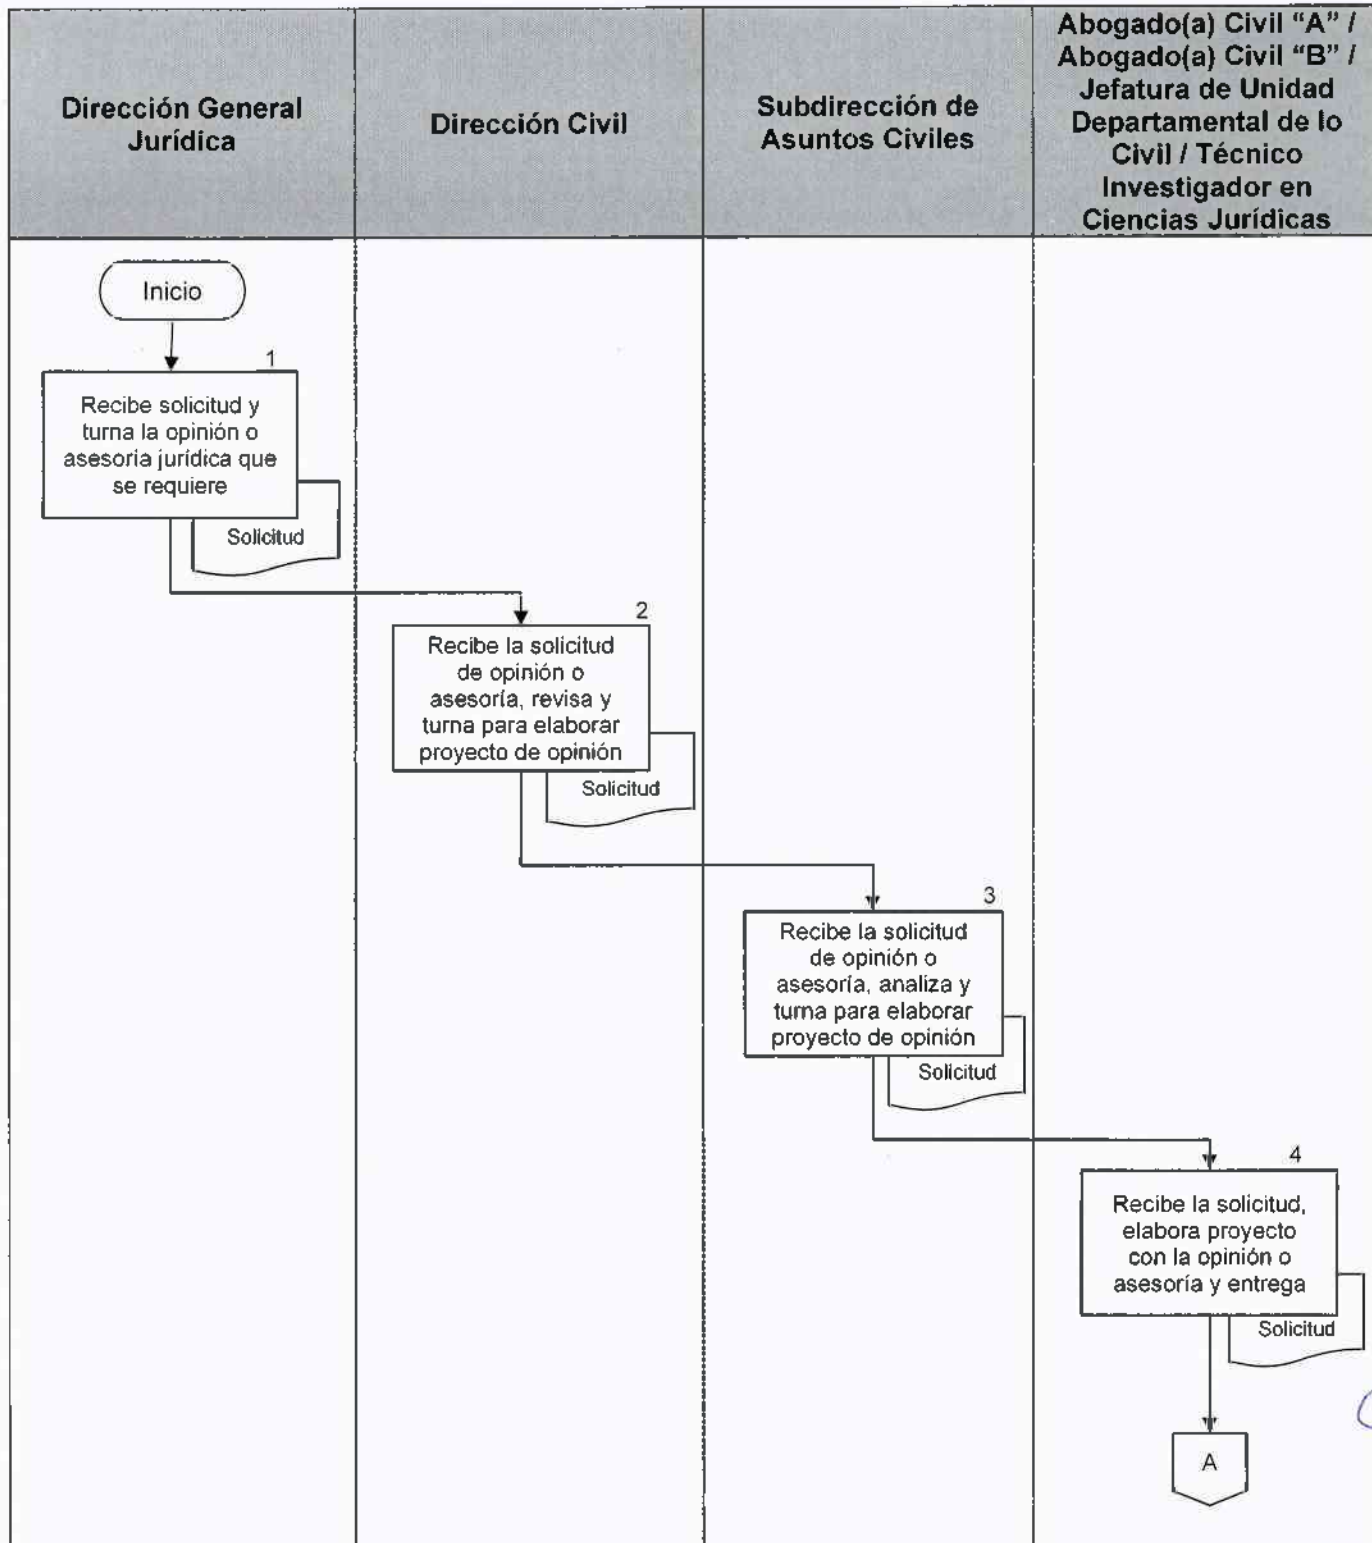 Dirección General
Jurídica
Dirección Civil
Subdirección de
Asuntos Civiles
Abogado(a) Civil “A” /
Abogado(a) Civil “B” /
Jefatura de Unidad
Departamental de lo
Civil / Técnico
Investigador en
Ciencias Jurídicas
Inicio
1
Recibe solicitud y
turna la opinión o
asesoría jurídica que
se requiere
Solicitud
2
Recibe la solicitud
de opinión o
asesoría, revisa y
turna para elaborar
proyecto de opinión
Solicitud
3
Recibe la solicitud
de opinión o
asesoría, analiza y
turna para elaborar
proyecto de opinión
Solicitud
4
Recibe la solicitud,
elabora proyecto
con la opinión o
asesoría y entrega
Solicitud
A